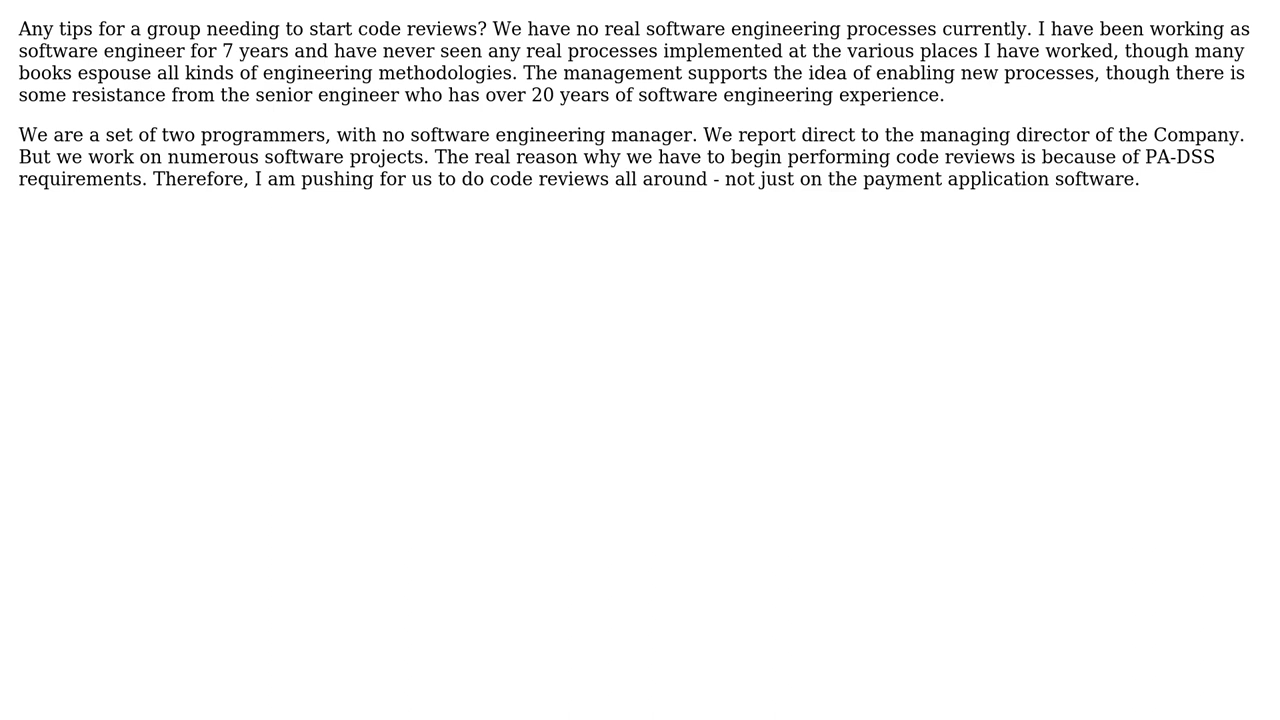 Any tips for a group needing to start code reviews? We have no real software engineering processes currently. I have been working as
software engineer for 7 years and have never seen any real processes implemented at the various places I have worked, though many
books espouse all kinds of engineering methodologies. The management supports the idea of enabling new processes, though there is
some resistance from the senior engineer who has over 20 years of software engineering experience.
We are a set of two programmers, with no software engineering manager. We report direct to the managing director of the Company.
But we work on numerous software projects. The real reason why we have to begin performing code reviews is because of PA-DSS
requirements. Therefore, I am pushing for us to do code reviews all around - not just on the payment application software.